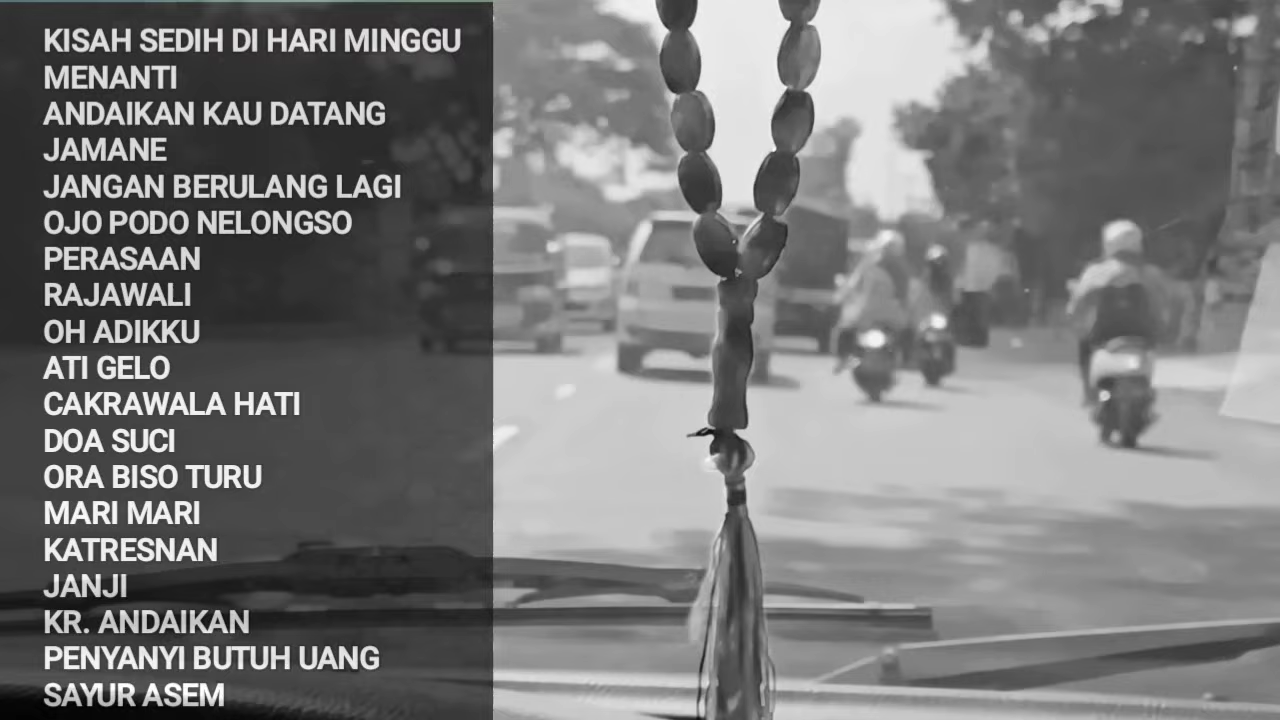 KISAH SEDIH DI HARI MINGGU
MENANTI
ANDAIKAN KAU DATANG
JAMANE
JANGAN BERULANG LAGI
OJO PODO NELONGSO
PERASAAN
RAJAWALI
OH ADIKKU
ATI GELO
CAKRAWALA HATI
DOA SUCI
ORA BISO TURU
MARI MARI
KATRESNAN
JANJI
KR. ANDAIKAN
PENYANYI BUTUH UANG
SAYUR ASEM